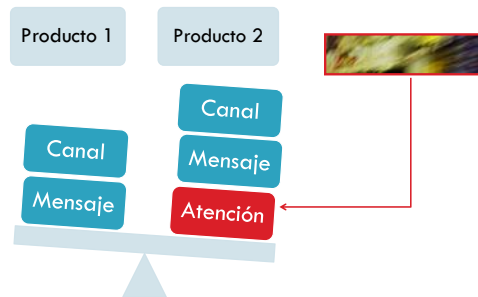 Producto 1
Producto 2
Canal
Mensaje
Canal
Mensaje
Atención